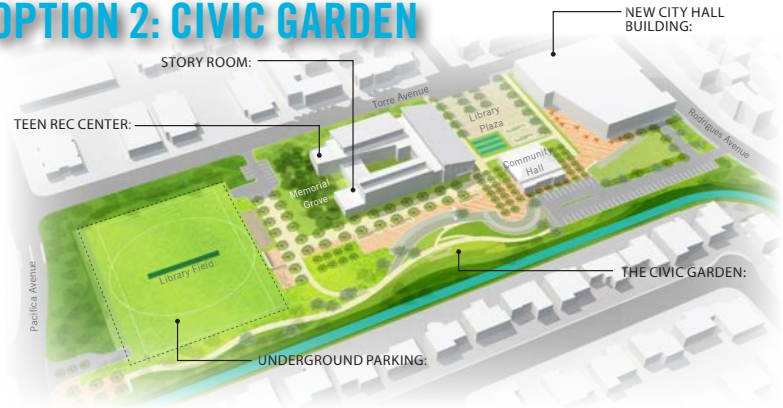 OPTION 2: CIVIC GARDEN
NEW CITY HALL
BUILDING:
STORY ROOM:
TEEN REC CENTER:
Torre Avenue
Library
Plaza
Rodrigues Avenue
Community
Hall
Memorial
Grove
Library Field
Pacifica Avenue
THE CIVIC GARDEN:
UNDERGROUND PARKING: